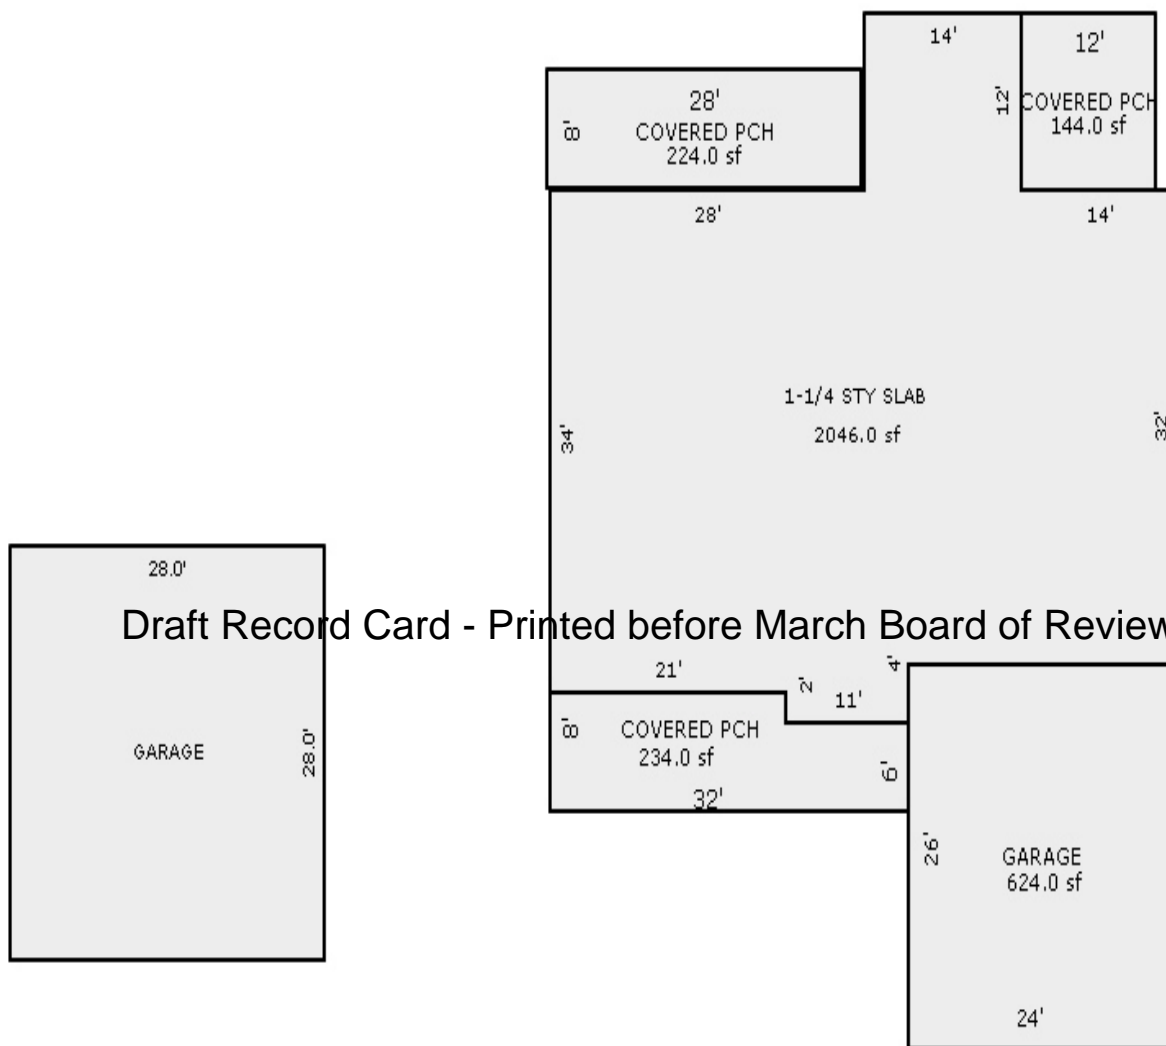 14'
12'
12'
COVERED PCH
144.0 sf
28'
8'
COVERED PCH
224.0 sf
28'
14'
1-1/4 STY SLAB
2046.0 sf
34'
32'
28.0'
Draft Record Card - Printed before March Board of Review
21'
2'
4'
11'
8'
COVERED PCH
234.0 sf
6'
32'
GARAGE
28.0'
26'
GARAGE
624.0 sf
24'